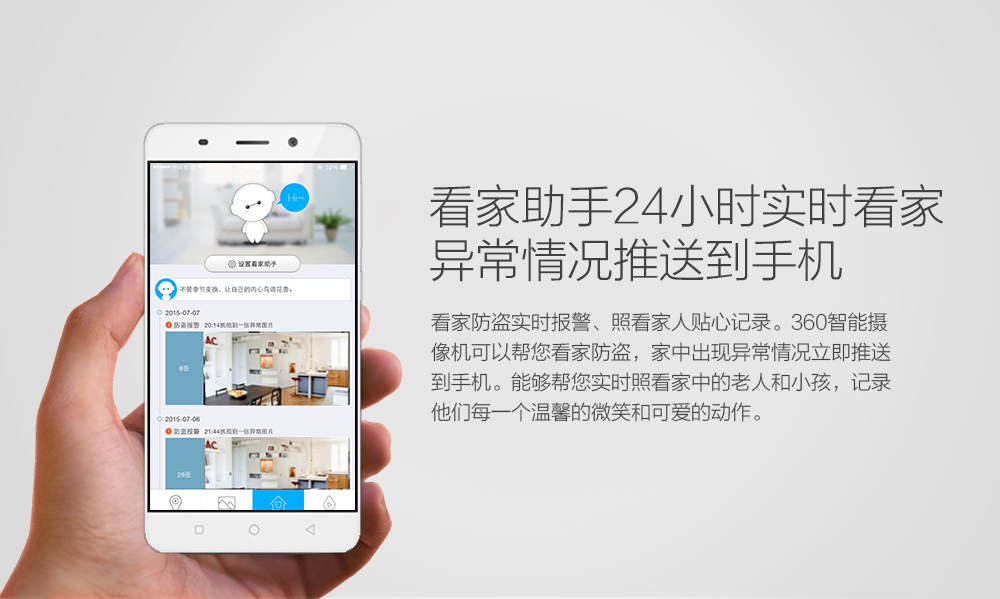 看家助手24小时实时看家
异常情况推送到手机
看家防盗实时报警、照看家人贴心记录。360智能摄
像机可以帮您看家防盗，家中出现异常情况立即推送
到手机。能够帮您实时照看家中的老人和小孩，记录
他们每一个温馨的微笑和可爱的动作。
52%
Hi~
设置看家助手
不管季节变换，让自己的内心鸟语花香。
2015-07-07
防盗报警 20:14抓拍到一张异常图片
8张
AC
2015-07-06
防盗报警 21:44抓拍到一张异常图片
28张
AC